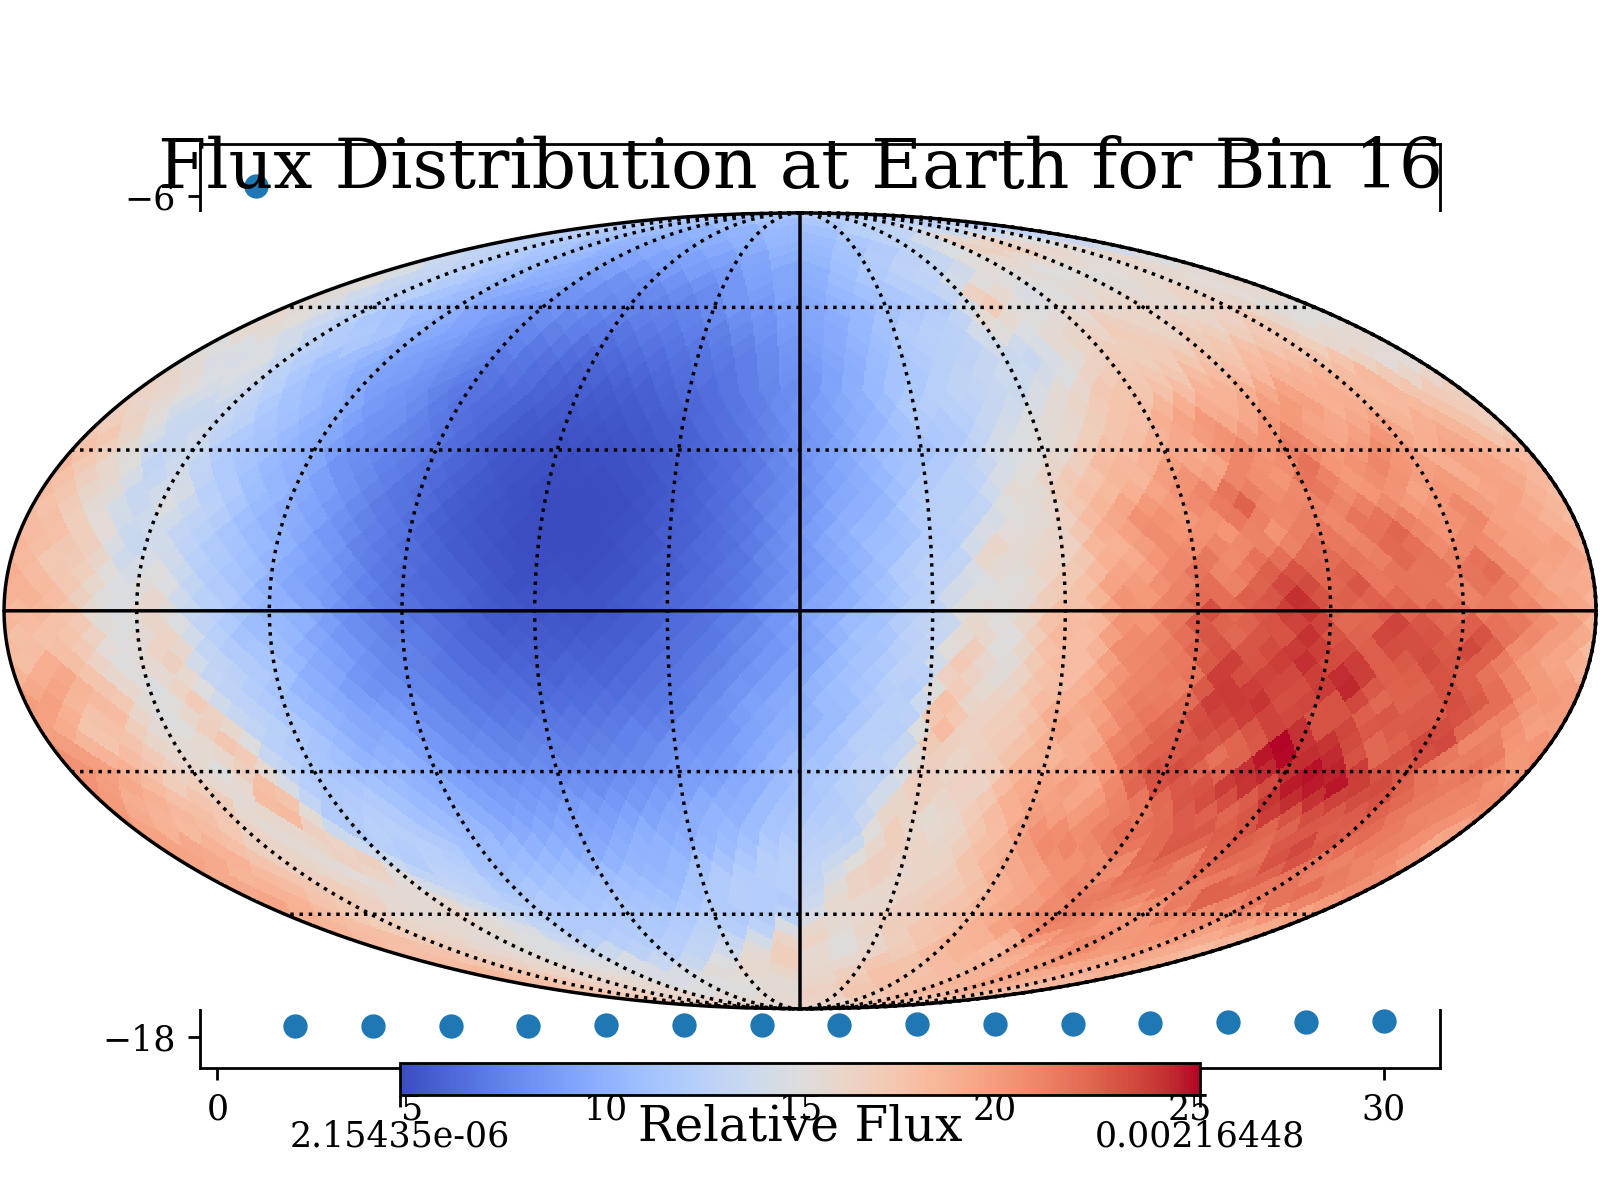 Flux Distribution at Earth for Bin 16
−6
−18
0 5 10 15 20 25 30
Relative Flux
2.15435e-06 0.00216448